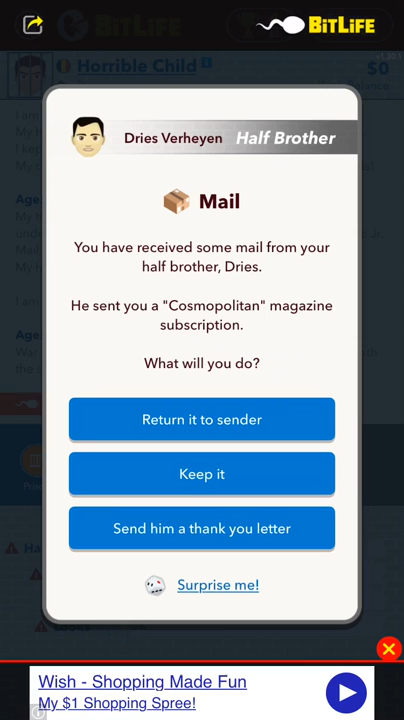 BITLIFE
BitLife
Horrible Child
$0
Dries Verheyen Half Brother
Mail
You have received some mail from your
half brother, Dries.
He sent you a "Cosmopolitan" magazine
subscription.
What will you do?
Return it to sender
Keep it
Send him a thank you letter
Surprise me!
Wish - Shopping Made Fun
My $1 Shopping Spree!